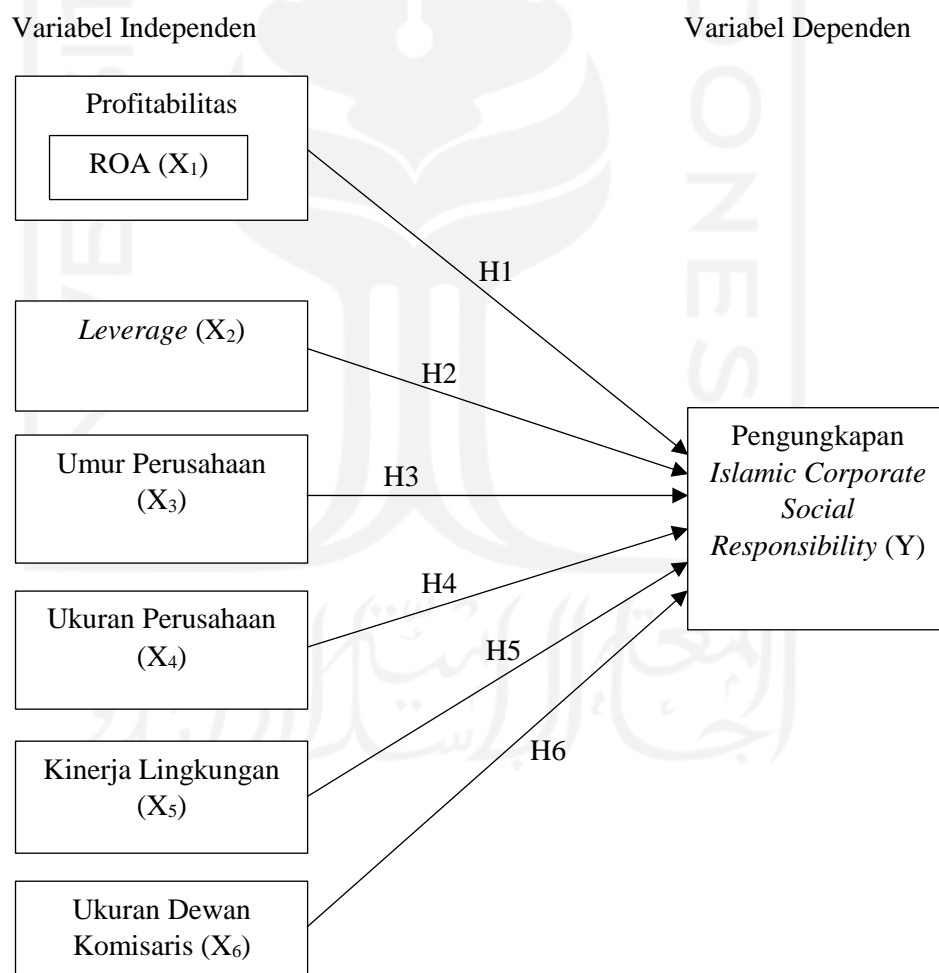 Variabel Independen
Variabel Dependen
Profitabilitas
ROA (X₁)
H1
Leverage (X₂)
H2
Umur Perusahaan
(X₃)
H3
Pengungkapan
Islamic Corporate
Social
Responsibility (Y)
Ukuran Perusahaan
(X₄)
H4
Kinerja Lingkungan
(X₅)
H5
Ukuran Dewan
Komisaris (X₆)
H6